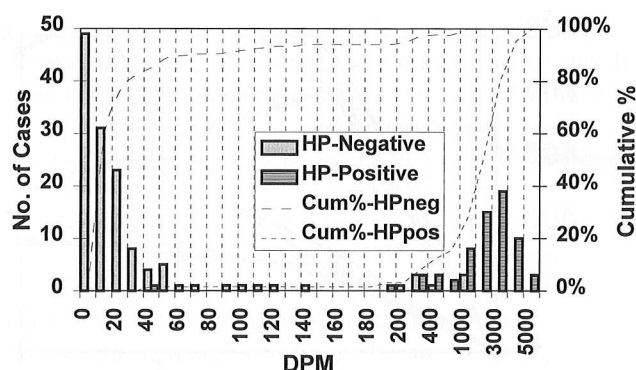 50
40
30
20
10
0
No. of Cases
100%
80%
60%
40%
20%
0%
Cumulative %
HP-Negative
HP-Positive
Cum%-HPneg
Cum%-HPpos
0 20 40 60 80 100 120 140 160 180 200 400 1000 3000 5000
DPM